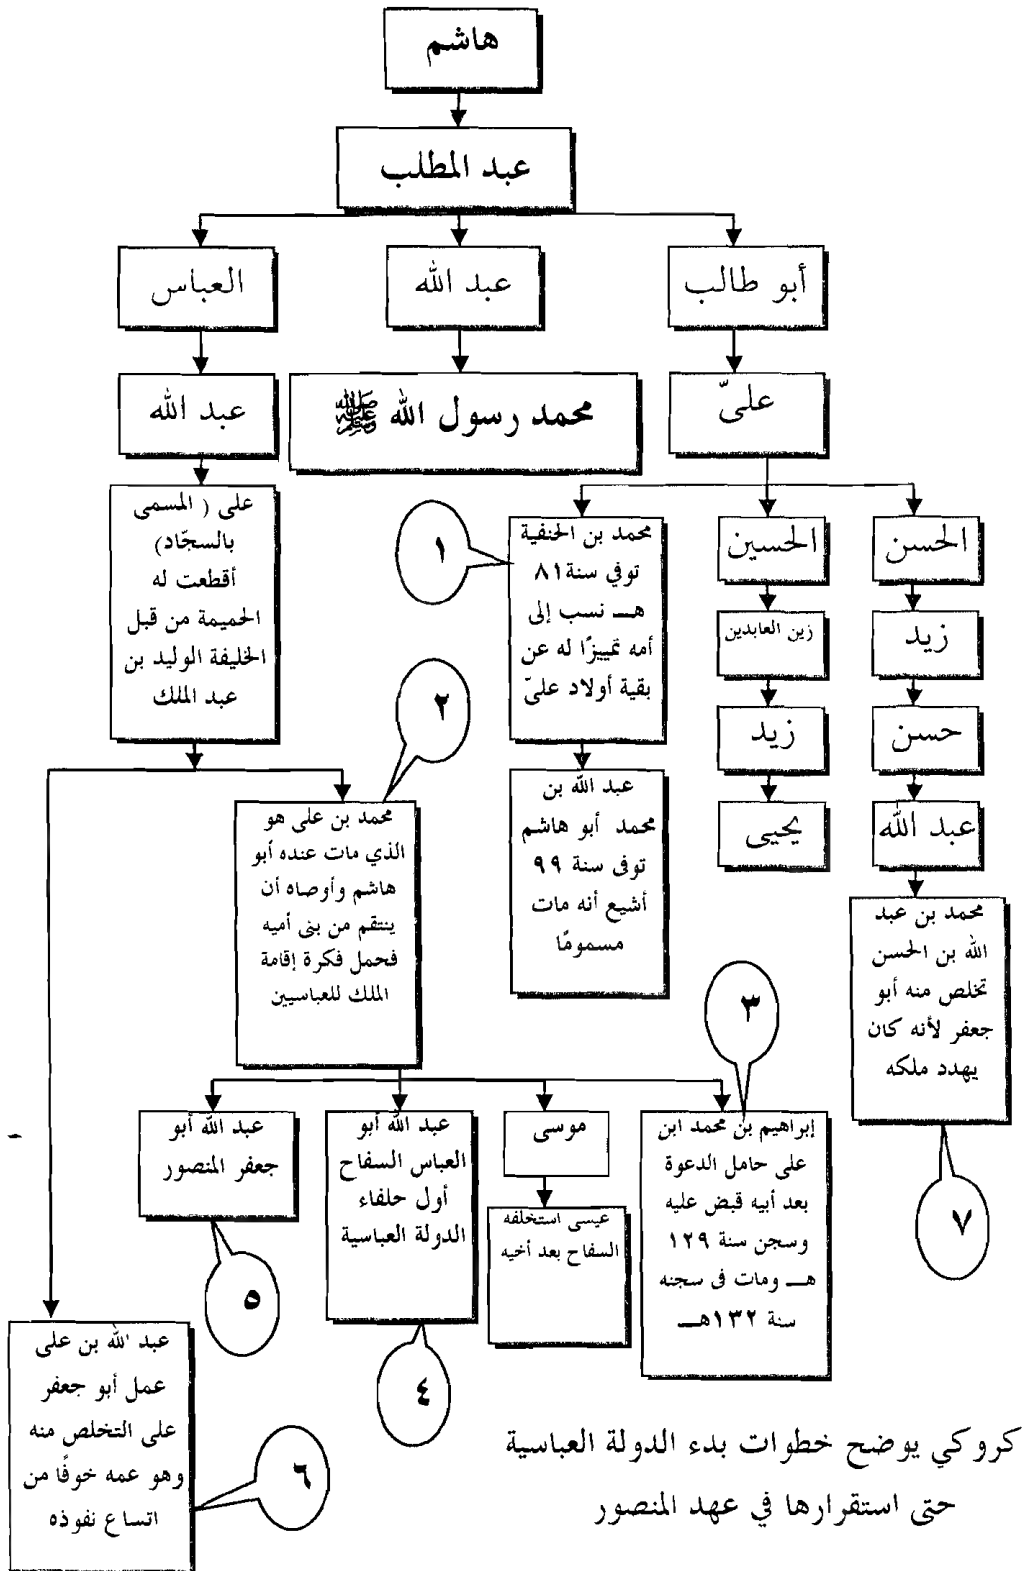 هاشم
عبد المطلب
أبو طالب
عبد الله
العباس
علىّ
محمد رسول الله ﷺ
عبد الله
الحسن
الحسين
محمد بن الحنفية
توفي سنة ٨١
هـــ نسب إلى
أمه تمييزًا له عن
بقية أولاد علىّ
١
على ( المسمى
بالسجّاد)
أقطعت له
الحميمة من قبل
الخليفة الوليد بن
عبد الملك
زيد
زين العابدين
حسن
زيد
٢
عبد الله
يحيى
عبد الله بن
محمد أبو هاشم
توفى سنة ٩٩
أشيع أنه مات
مسمومًا
محمد بن على هو
الذي مات عنده أبو
هاشم وأوصاه أن
ينتقم من بنى أميه
فحمل فكرة إقامة
الملك للعباسيين
محمد بن عبد
الله بن الحسن
تخلص منه أبو
جعفر لأنه كان
يهدد ملكه
٣
إبراهيم بن محمد ابن
على حامل الدعوة
بعد أبيه قبض عليه
وسجن سنة ١٢٩
هـــ ومات فى سجنه
سنة ١٣٢هـــ
موسى
عبد الله أبو
العباس السفاح
أول حلفاء
الدولة العباسية
عبد الله أبو
جعفر المنصور
عيسى استخلفه
السفاح بعد أخيه
٧
٥
٤
عبد الله بن على
عمل أبو جعفر
على التخلص منه
وهو عمه خوفًا من
اتساع نفوذه
٦
كروكي يوضح خطوات بدء الدولة العباسية
حتى استقرارها في عهد المنصور